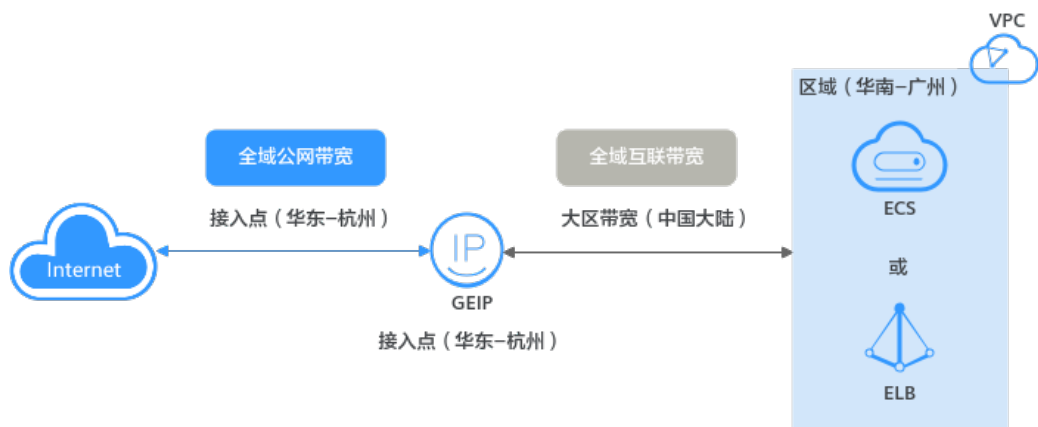 VPC
区域（华南–广州）
全域公网带宽
全域互联带宽
接入点（华东–杭州）
大区带宽（中国大陆）
Internet
IP
GEIP
接入点（华东–杭州）
ECS
或
ELB